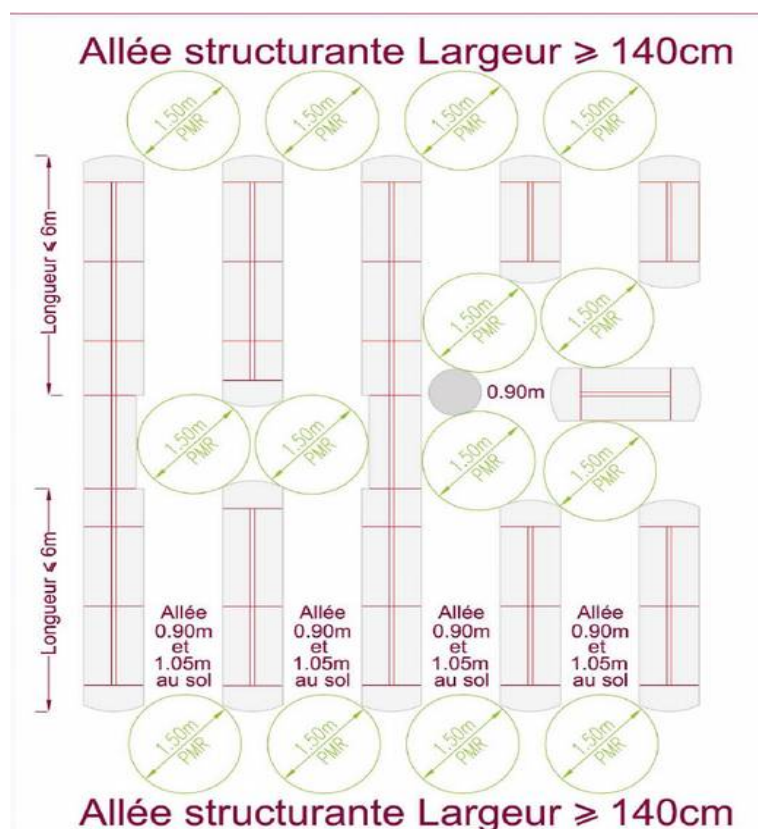 Allée structurante Largeur ⩾ 140cm
1.50m PMR
1.50m PMR
1.50m PMR
1.50m PMR
Longueur ⩽ 6m
1.50m PMR
1.50m PMR
0.90m
1.50m PMR
1.50m PMR
1.50m PMR
1.50m PMR
Longueur ⩽ 6m
Allée
0.90m
et
1.05m
au sol
Allée
0.90m
et
1.05m
au sol
Allée
0.90m
et
1.05m
au sol
Allée
0.90m
et
1.05m
au sol
1.50m PMR
1.50m PMR
1.50m PMR
1.50m PMR
Allée structurante Largeur ⩾ 140cm